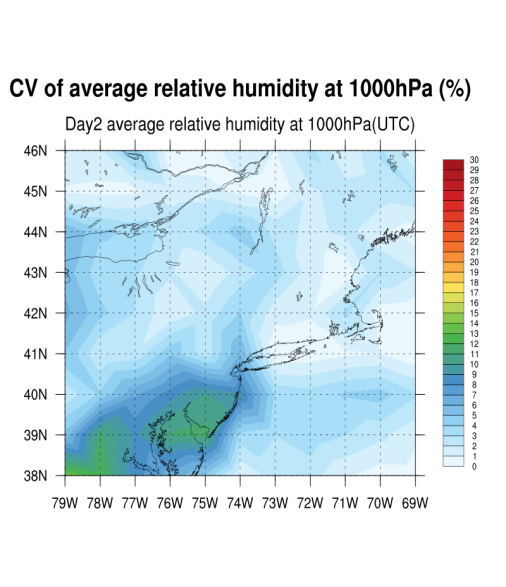 CV of average relative humidity at 1000hPa (%)
Day2 average relative humidity at 1000hPa(UTC)
46N
45N
44N
43N
42N
41N
40N
39N
38N
79W 78W 77W 76W 75W 74W 73W 72W 71W 70W 69W
30
29
28
27
26
25
24
23
22
21
20
19
18
17
16
15
14
13
12
11
10
9
8
7
6
5
4
3
2
1
0